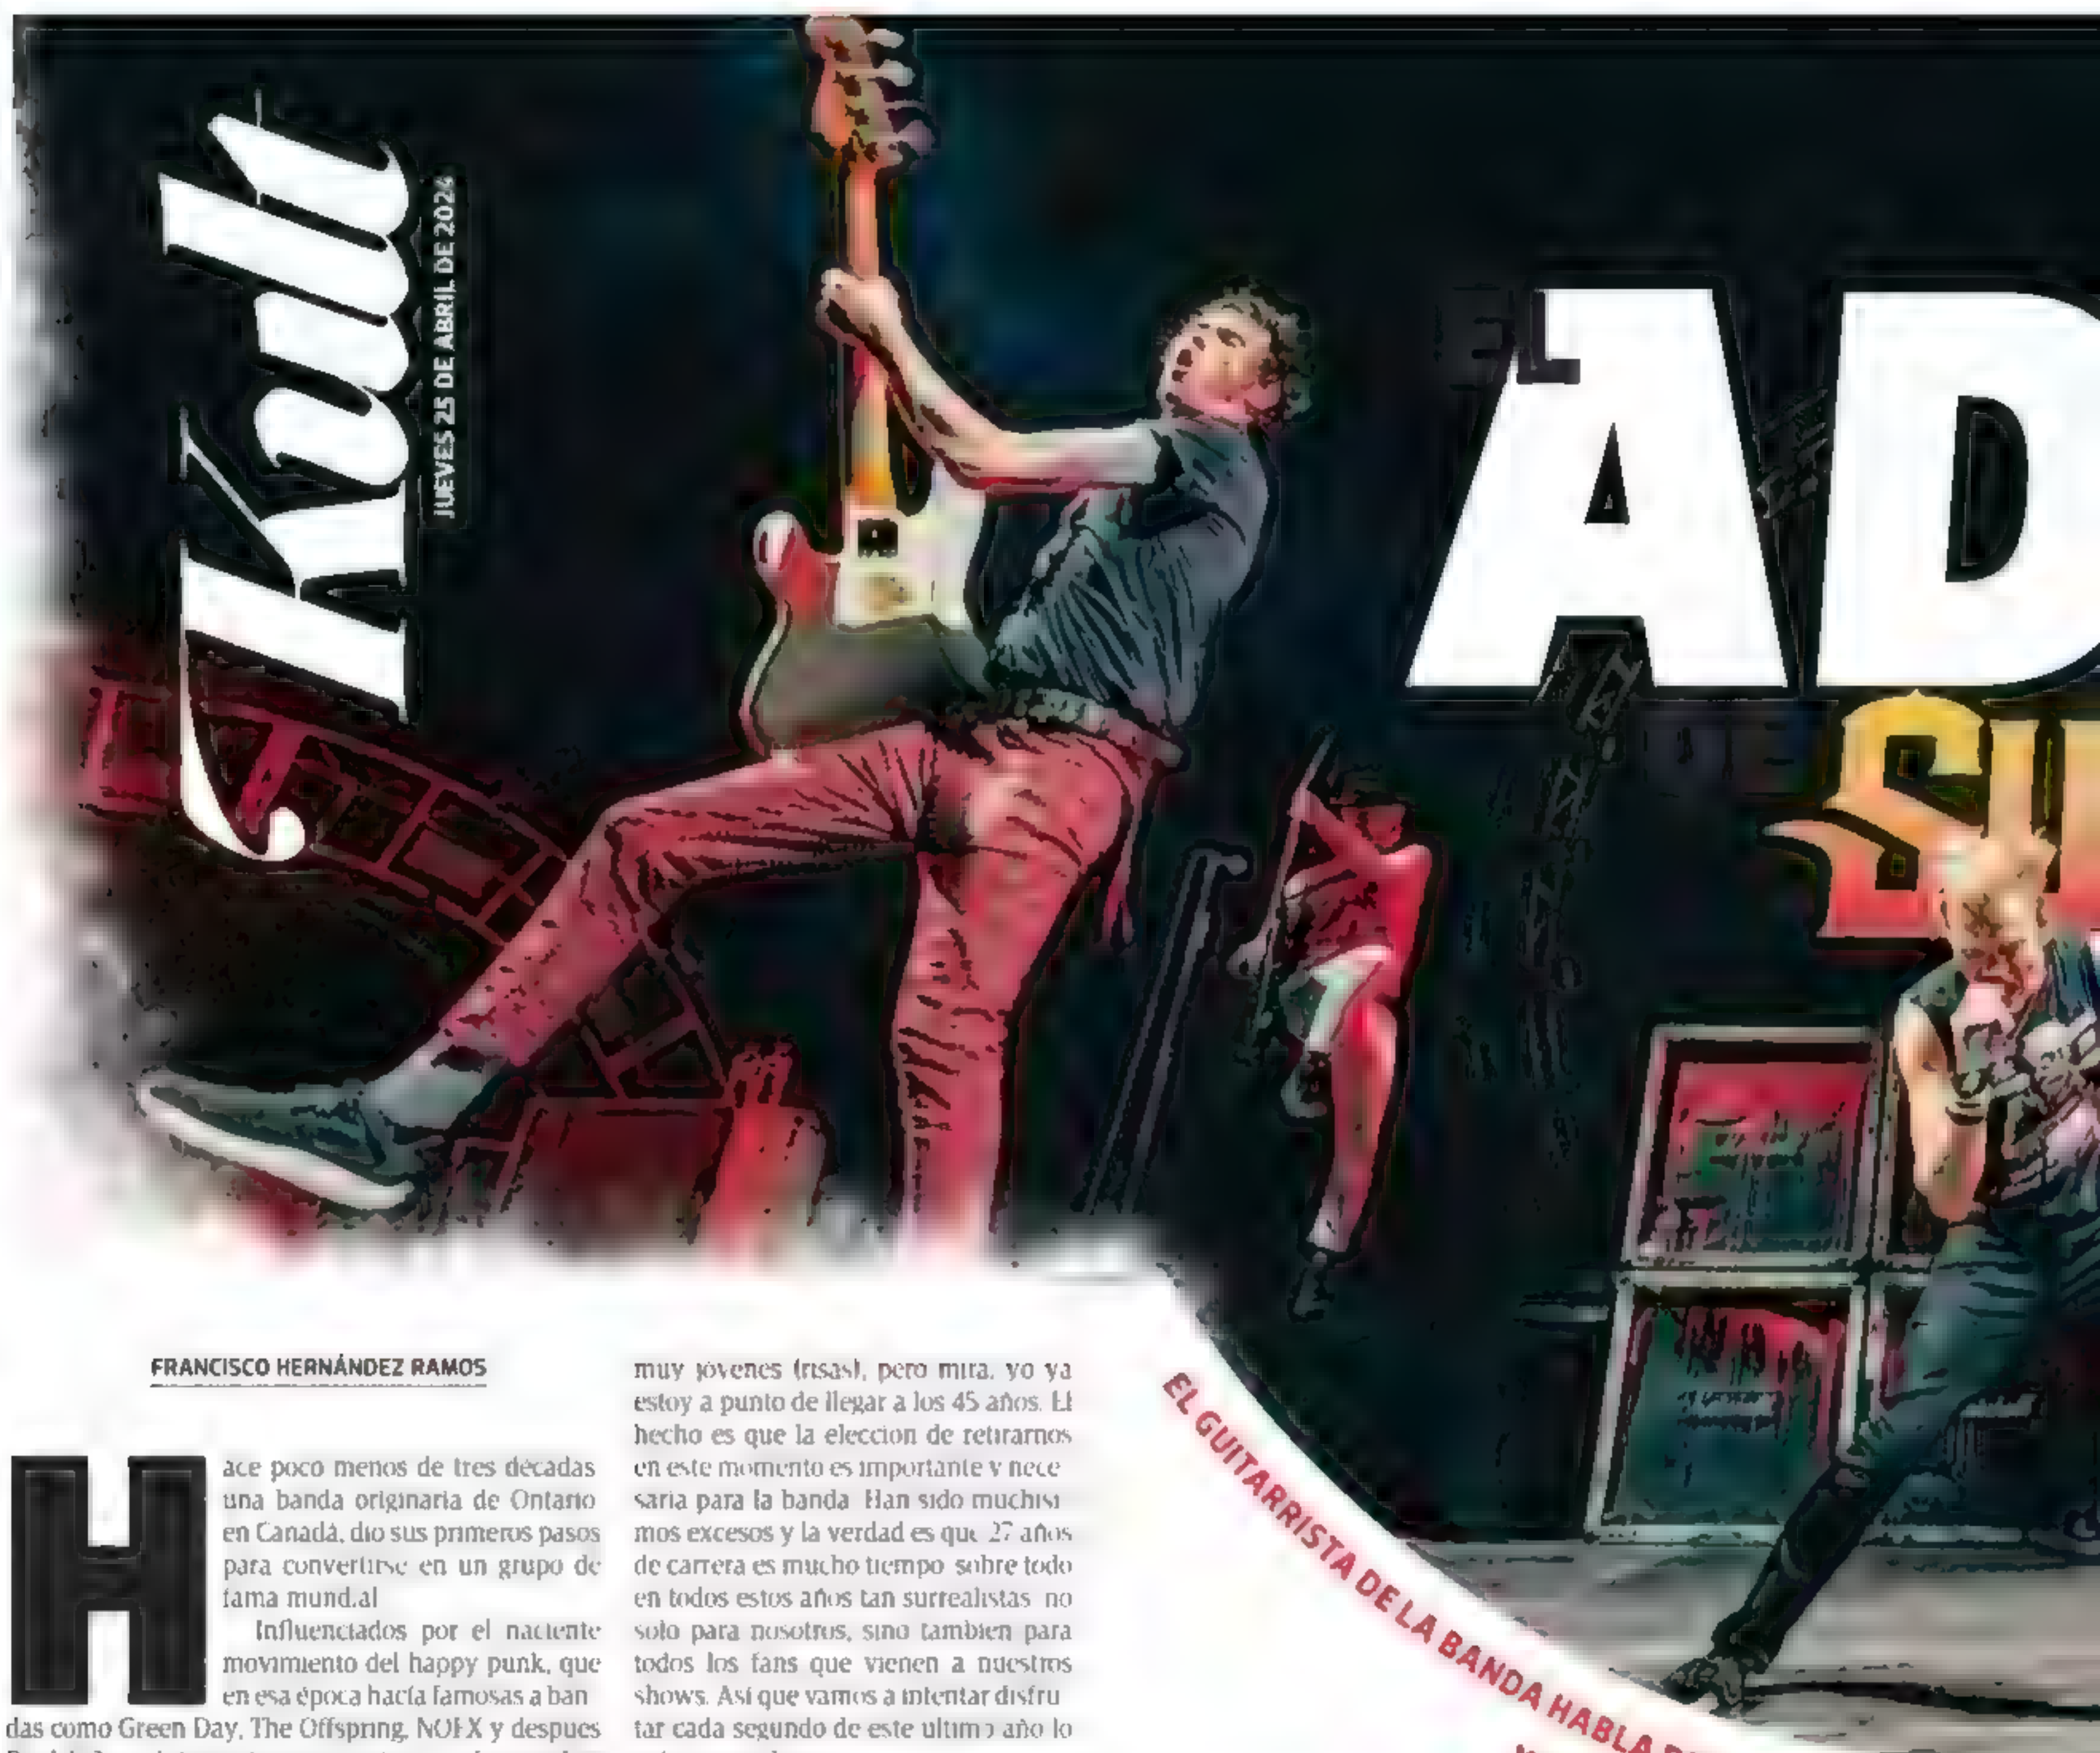 Kall
JUEVES 25 DE ABRIL DE 2024
EL
AD
DE
SU
FRANCISCO HERNÁNDEZ RAMOS
Hace poco menos de tres décadas
una banda originaria de Ontario
en Canadá, dio sus primeros pasos
para convertirse en un grupo de
fama mundial
Influenciados por el naciente
movimiento del happy punk, que
en esa época hacía famosas a ban
das como Green Day, The Offspring, NOFX y despues
muy jóvenes (risas), pero mira, yo ya
estoy a punto de llegar a los 45 años. El
hecho es que la eleccion de retirarnos
en este momento es importante y nece
saria para la banda Han sido muchisi
mos excesos y la verdad es que 27 años
de carrera es mucho tiempo sobre todo
en todos estos años tan surrealistas no
solo para nosotros, sino tambien para
todos los fans que vienen a nuestros
shows. Así que vamos a intentar disfru
tar cada segundo de este ultimo año lo
EL GUITARRISTA DE LA BANDA HABLA